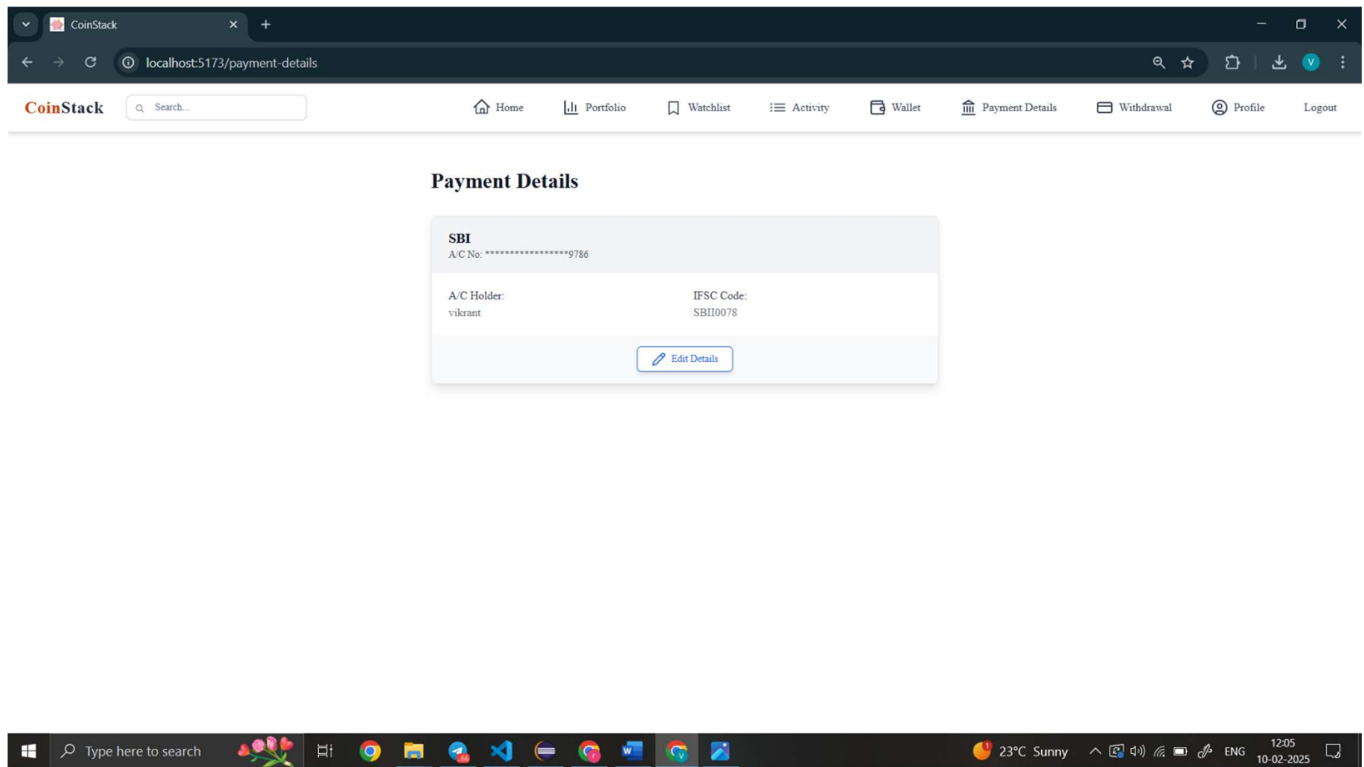 CoinStack
localhost:5173/payment-details
V
CoinStack
Search...
Home
Portfolio
Watchlist
Activity
Wallet
Payment Details
Withdrawal
Profile
Logout
Payment Details
SBI
A/C No: *****************9786
A/C Holder:
vikrant
IFSC Code:
SBII0078
Edit Details
Type here to search
23°C Sunny
ENG
12:05
10-02-2025